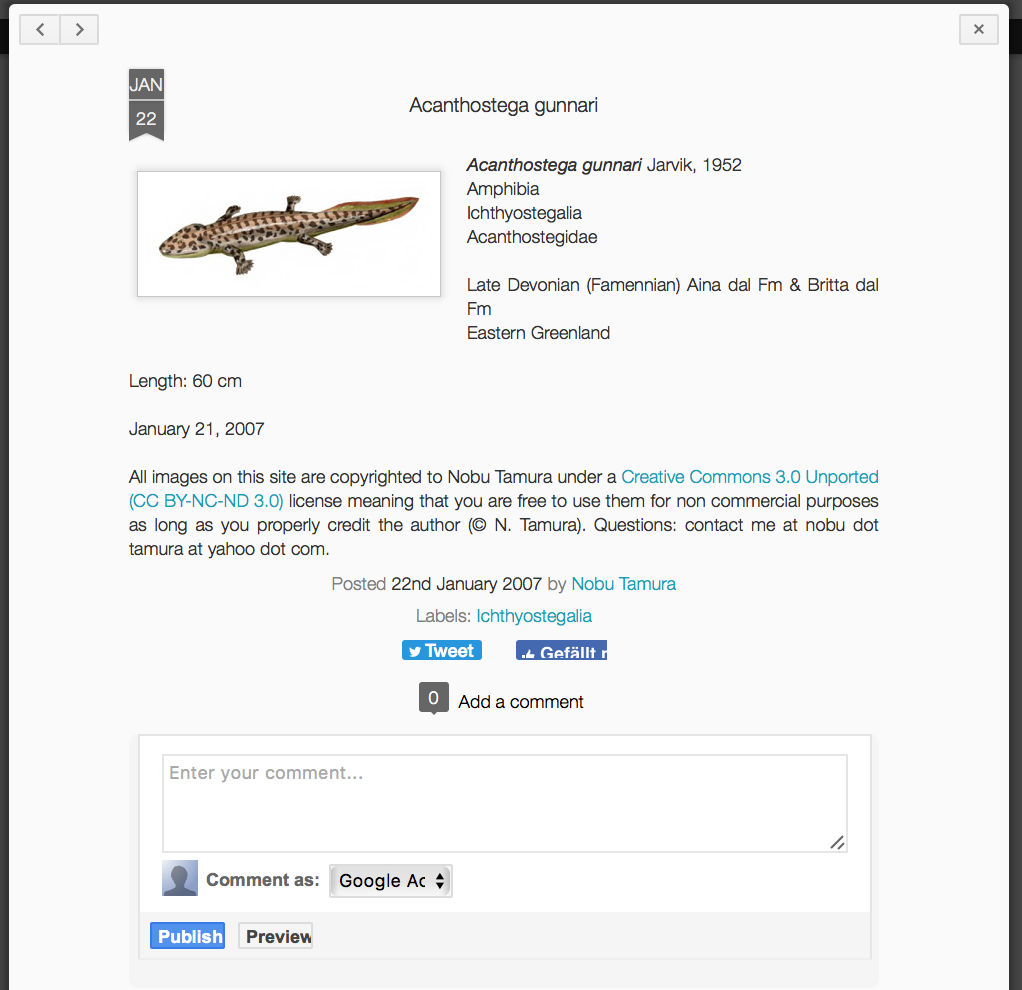 JAN
22
Acanthostega gunnari
Acanthostega gunnari Jarvik, 1952
Amphibia
Ichthyostegalia
Acanthostegidae
Late Devonian (Famennian) Aina dal Fm & Britta dal
Fm
Eastern Greenland
Length: 60 cm
January 21, 2007
All images on this site are copyrighted to Nobu Tamura under a Creative Commons 3.0 Unported
(CC BY-NC-ND 3.0) license meaning that you are free to use them for non commercial purposes
as long as you properly credit the author (© N. Tamura). Questions: contact me at nobu dot
tamura at yahoo dot com.
Posted 22nd January 2007 by Nobu Tamura
Labels: Ichthyostegalia
Tweet
Gefällt
0 Add a comment
Enter your comment...
Comment as: Google Ac
Publish Preview